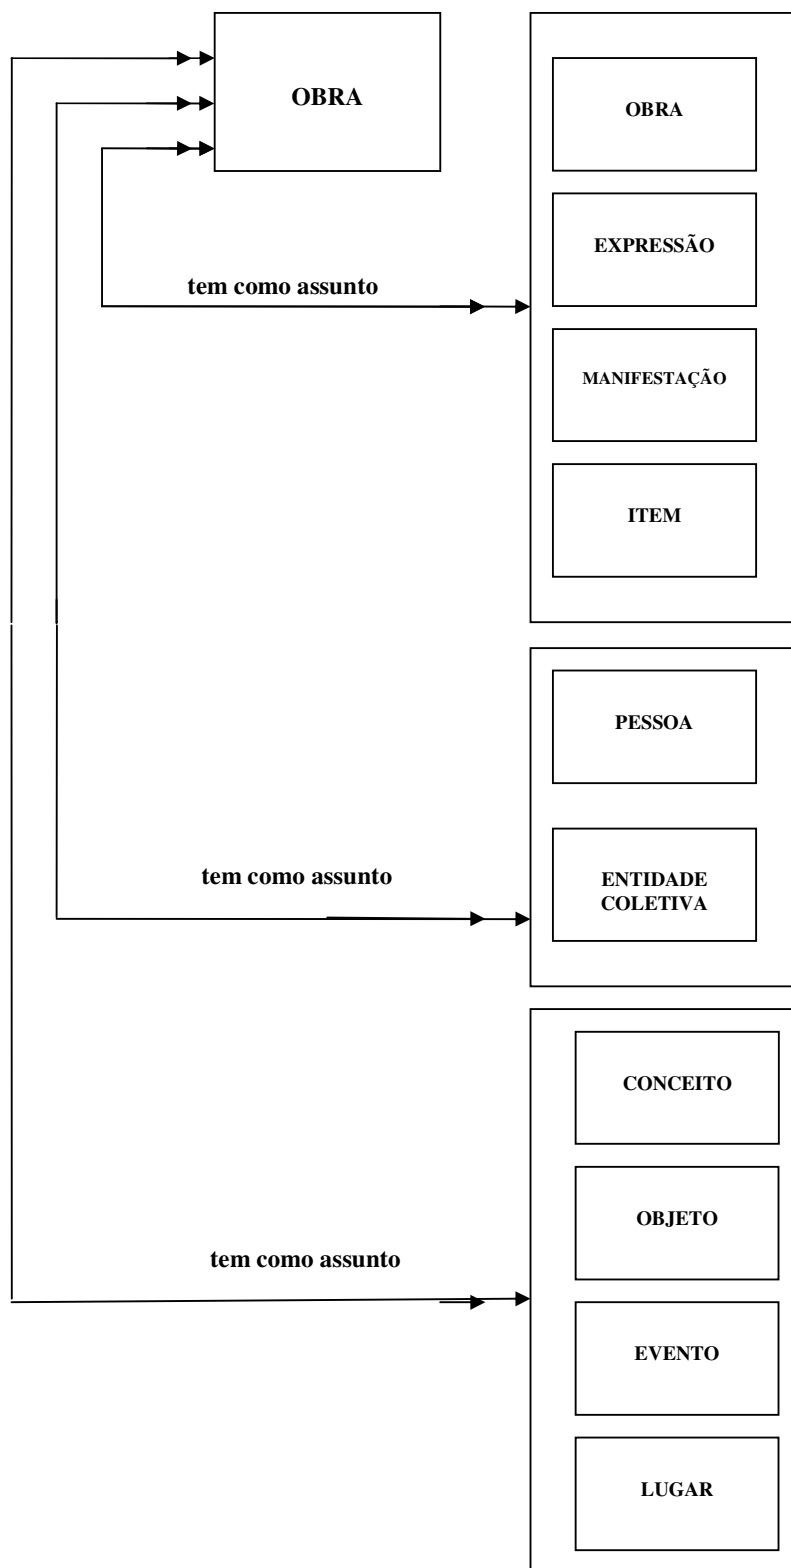 OBRA
OBRA
EXPRESSÃO
tem como assunto
MANIFESTAÇÃO
ITEM
PESSOA
tem como assunto
ENTIDADE
COLETIVA
CONCEITO
OBJETO
tem como assunto
EVENTO
LUGAR